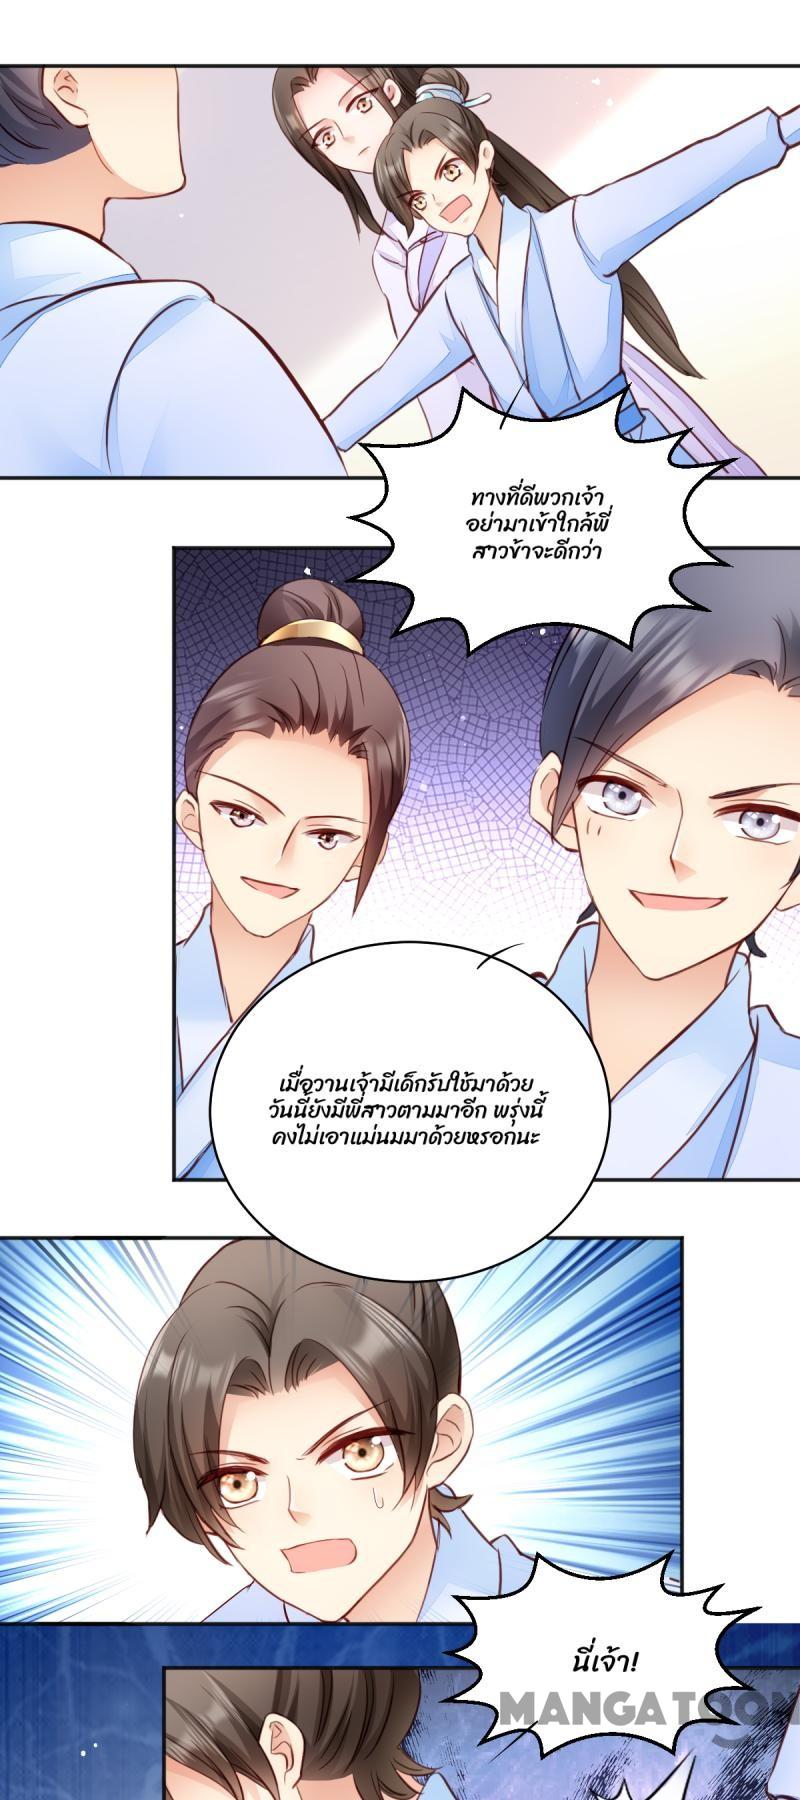 ทางที่ดีพวกเจ้า
อย่ามาเข้าใกล้พี่
สาวข้าจะดีกว่า
เมื่อวานเจ้ามีเด็กรับใช้มาด้วย
วันนี้ยังมีพี่สาวตามมาอีก พรุ่งนี้
คงไม่เอาแม่นมมาด้วยหรอกนะ
นี่เจ้า!
MANGATOON